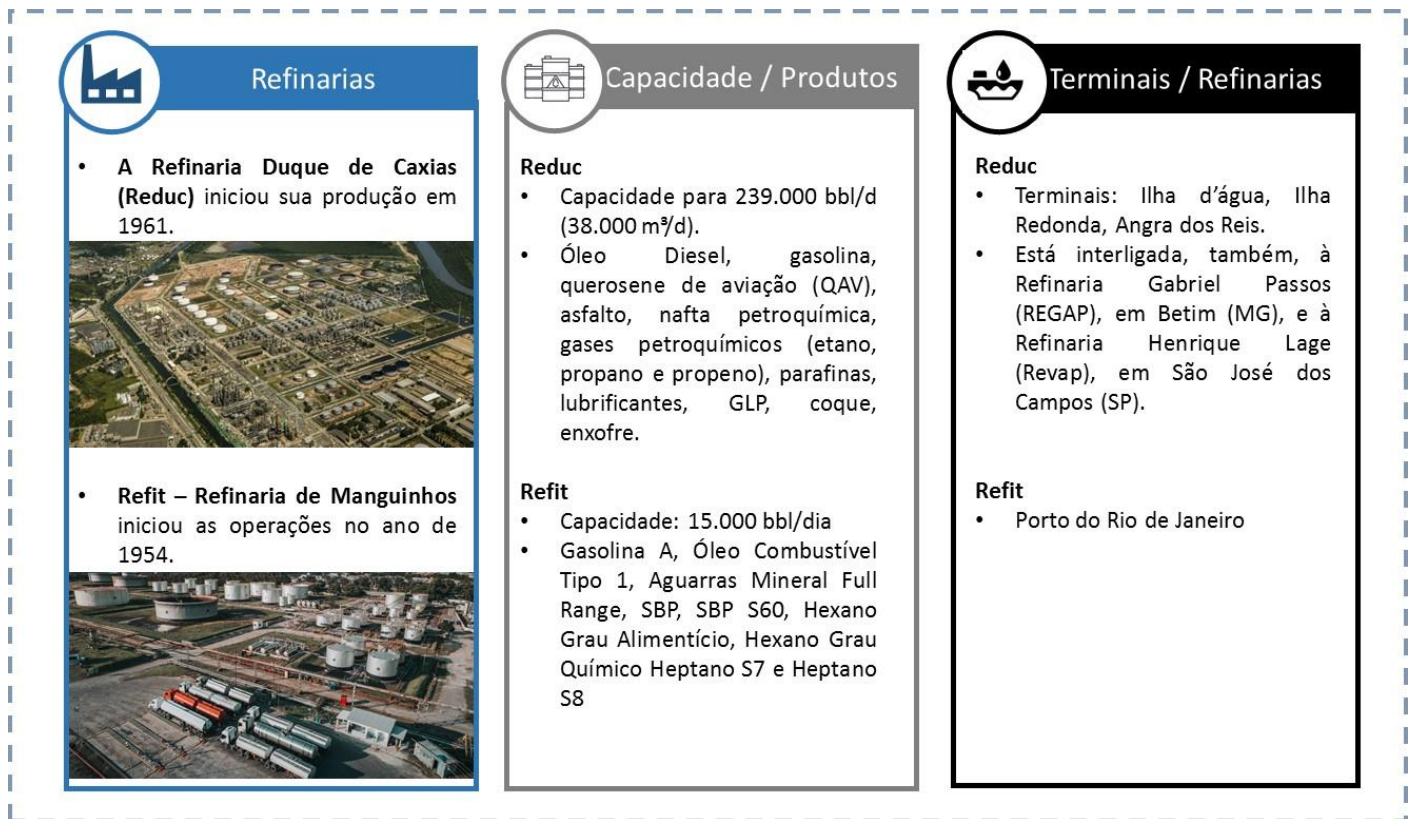 Refinarias
• A Refinaria Duque de Caxias
(Reduc) iniciou sua produção em
1961.
• Refit – Refinaria de Manguinhos
iniciou as operações no ano de
1954.
Capacidade / Produtos
Reduc
• Capacidade para 239.000 bbl/d
(38.000 m³/d).
• Óleo Diesel, gasolina,
querosene de aviação (QAV),
asfalto, nafta petroquímica,
gases petroquímicos (etano,
propano e propeno), parafinas,
lubrificantes, GLP, coque,
enxofre.
Refit
• Capacidade: 15.000 bbl/dia
• Gasolina A, Óleo Combustível
Tipo 1, Aguarras Mineral Full
Range, SBP, SBP S60, Hexano
Grau Alimentício, Hexano Grau
Químico Heptano S7 e Heptano
S8
Terminais / Refinarias
Reduc
• Terminais: Ilha d’água, Ilha
Redonda, Angra dos Reis.
• Está interligada, também, à
Refinaria Gabriel Passos
(REGAP), em Betim (MG), e à
Refinaria Henrique Lage
(Revap), em São José dos
Campos (SP).
Refit
• Porto do Rio de Janeiro